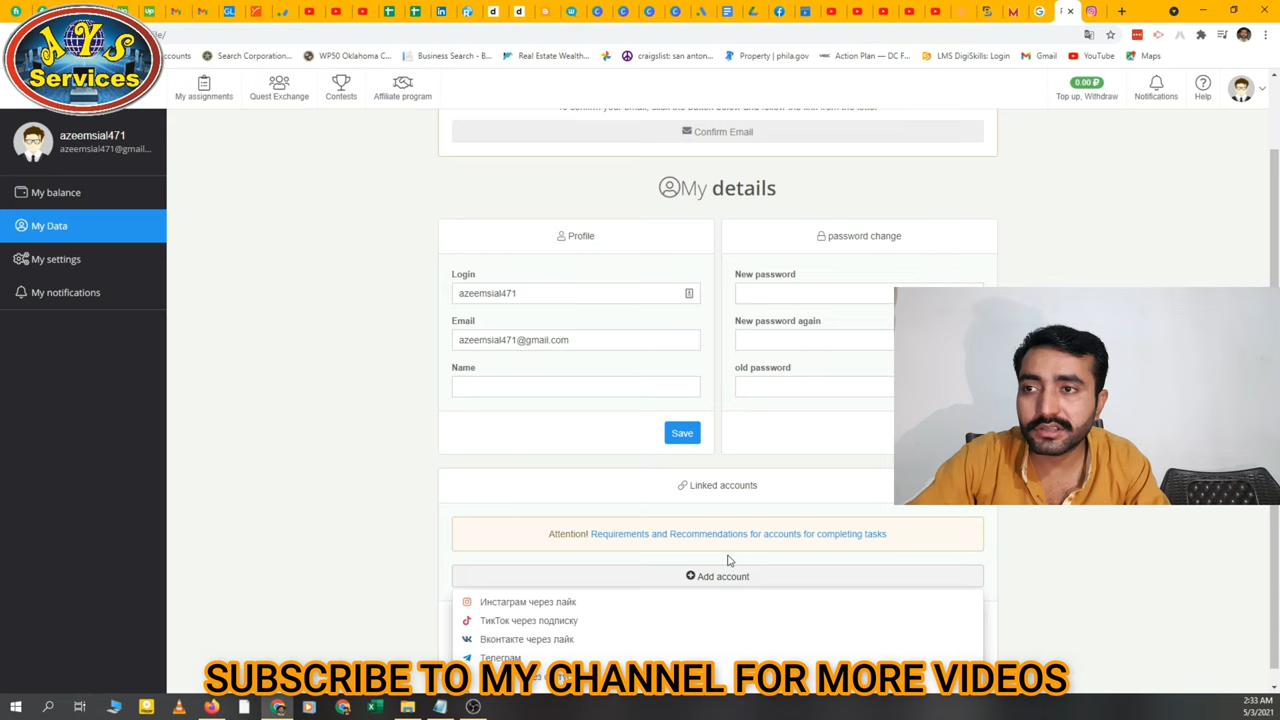 AYS
Services
accounts
Search Corporation...
WP50 Oklahoma C...
Business Search - B...
Real Estate Wealth...
craigslist: san anton...
Property | phila.gov
Action Plan — DC F...
LMS DigiSkills: Login
Gmail
YouTube
Maps
My assignments
Quest Exchange
Contests
Affiliate program
0.00 ₽
Top up, Withdraw
Notifications
Help
azeemsial471
azeemsial471@gmail...
My balance
My Data
My settings
My notifications
Confirm Email
My details
Profile
Login
azeemsial471
Email
azeemsial471@gmail.com
Name
Save
password change
New password
New password again
old password
Linked accounts
Attention! Requirements and Recommendations for accounts for completing tasks
Add account
Инстаграм через лайк
ТикТок через подписку
Вконтакте через лайк
Телеграм
SUBSCRIBE TO MY CHANNEL FOR MORE VIDEOS
2:33 AM
5/3/2021